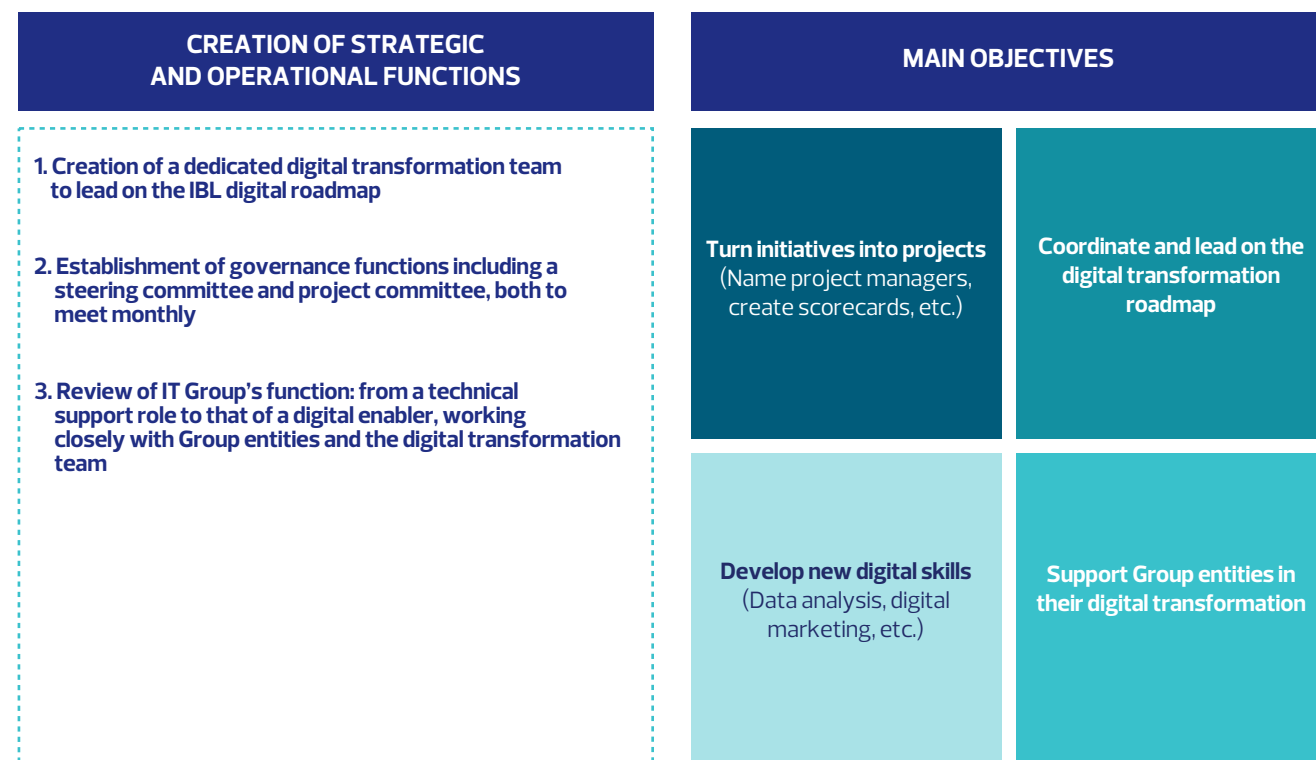 CREATION OF STRATEGIC
AND OPERATIONAL FUNCTIONS
1. Creation of a dedicated digital transformation team
to lead on the IBL digital roadmap
2. Establishment of governance functions including a
steering committee and project committee, both to
meet monthly
3. Review of IT Group's function: from a technical
support role to that of a digital enabler, working
closely with Group entities and the digital transformation
team
MAIN OBJECTIVES
Turn initiatives into projects
(Name project managers,
create scorecards, etc.)
Coordinate and lead on the
digital transformation
roadmap
Develop new digital skills
(Data analysis, digital
marketing, etc.)
Support Group entities in
their digital transformation